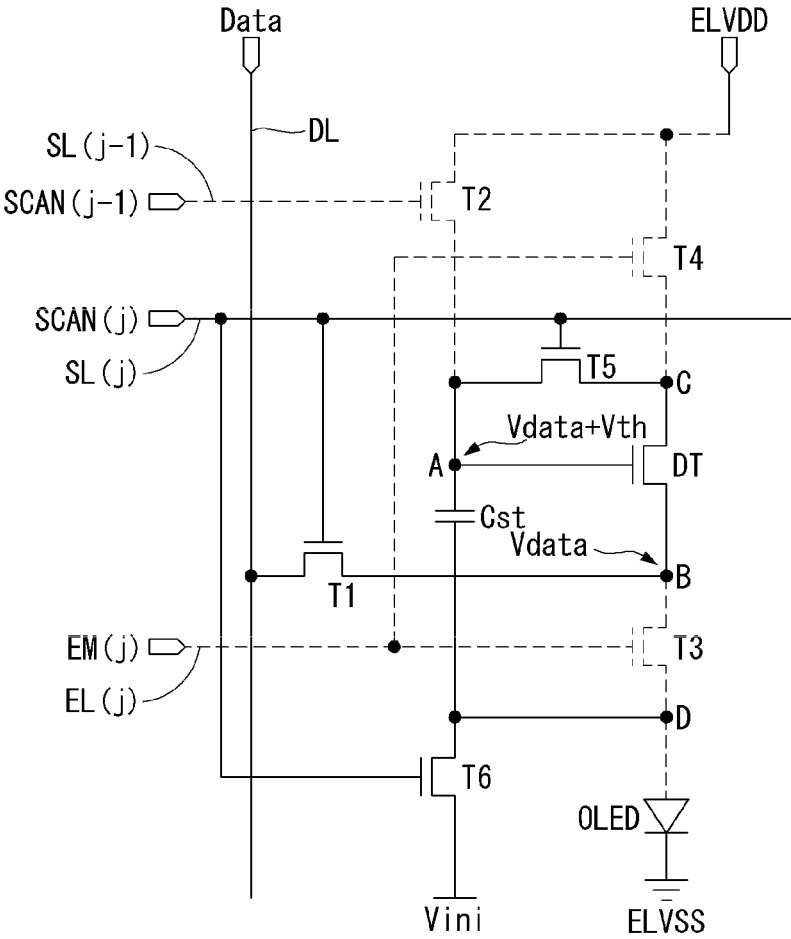 Data
ELVDD
DL
SL(j-1)
SCAN(j-1)
T2
T4
SCAN(j)
SL(j)
T5
C
Vdata+Vth
A
DT
Cst
Vdata
B
T1
EM(j)
T3
EL(j)
D
T6
OLED
Vini
ELVSS